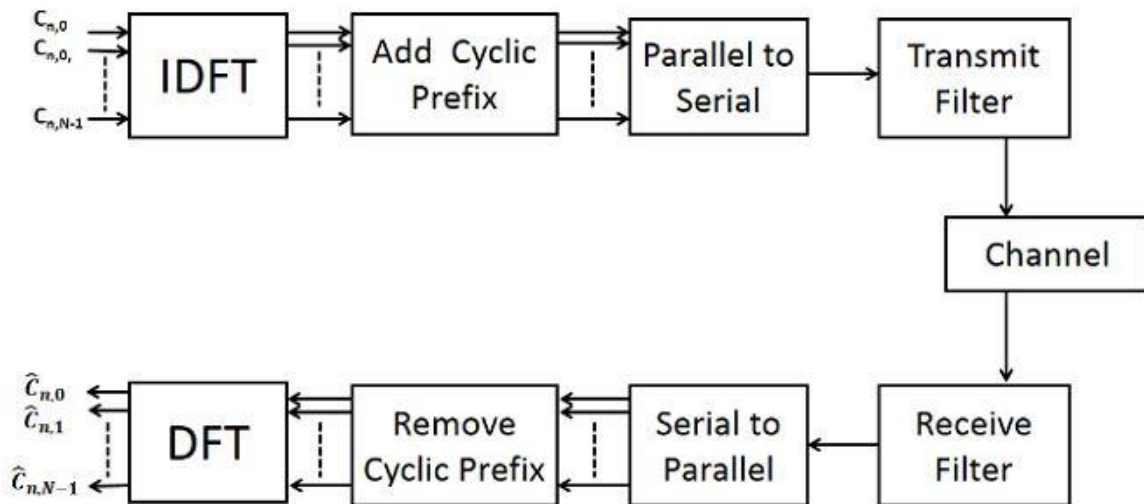 C_{n,0}
C_{n,0,}
C_{n,N-1}
IDFT
Add Cyclic
Prefix
Parallel to
Serial
Transmit
Filter
Channel
Ĉ_{n,0}
Ĉ_{n,1}
Ĉ_{n,N-1}
DFT
Remove
Cyclic Prefix
Serial to
Parallel
Receive
Filter